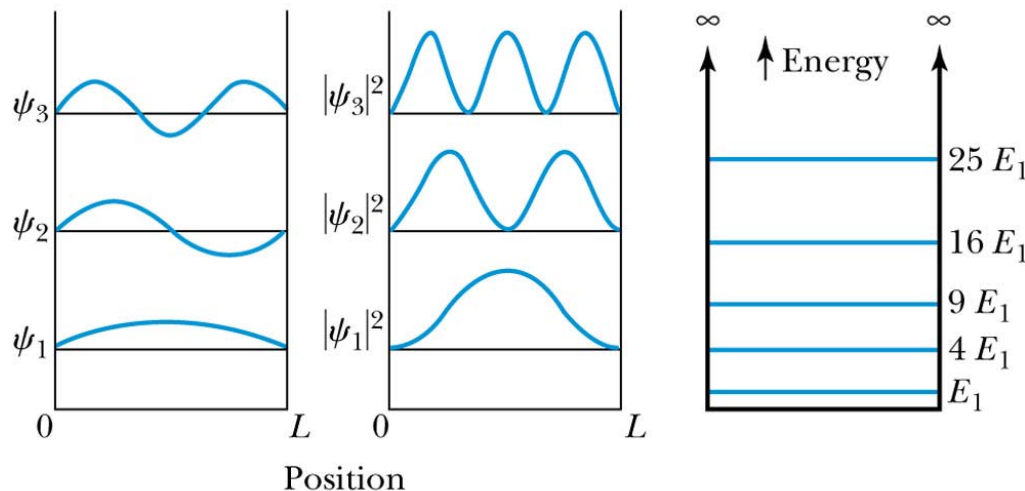 ψ₃
ψ₂
ψ₁
0
L
|ψ₃|²
|ψ₂|²
|ψ₁|²
0
L
Position
∞
∞
Energy
25 E₁
16 E₁
9 E₁
4 E₁
E₁